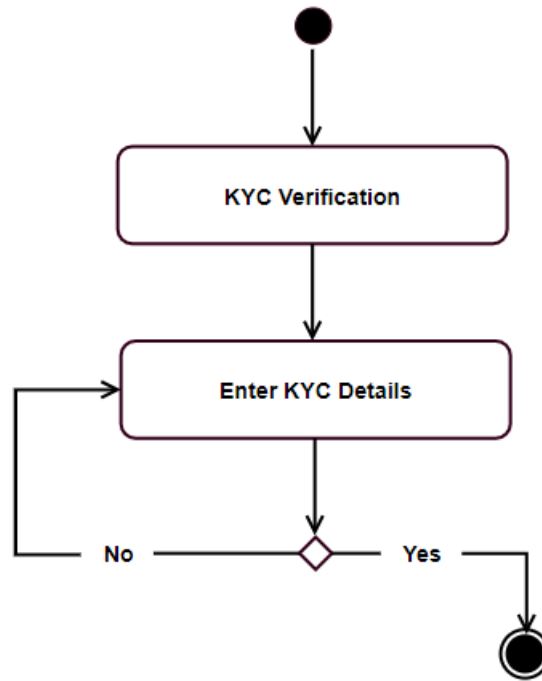 KYC Verification
Enter KYC Details
No
Yes